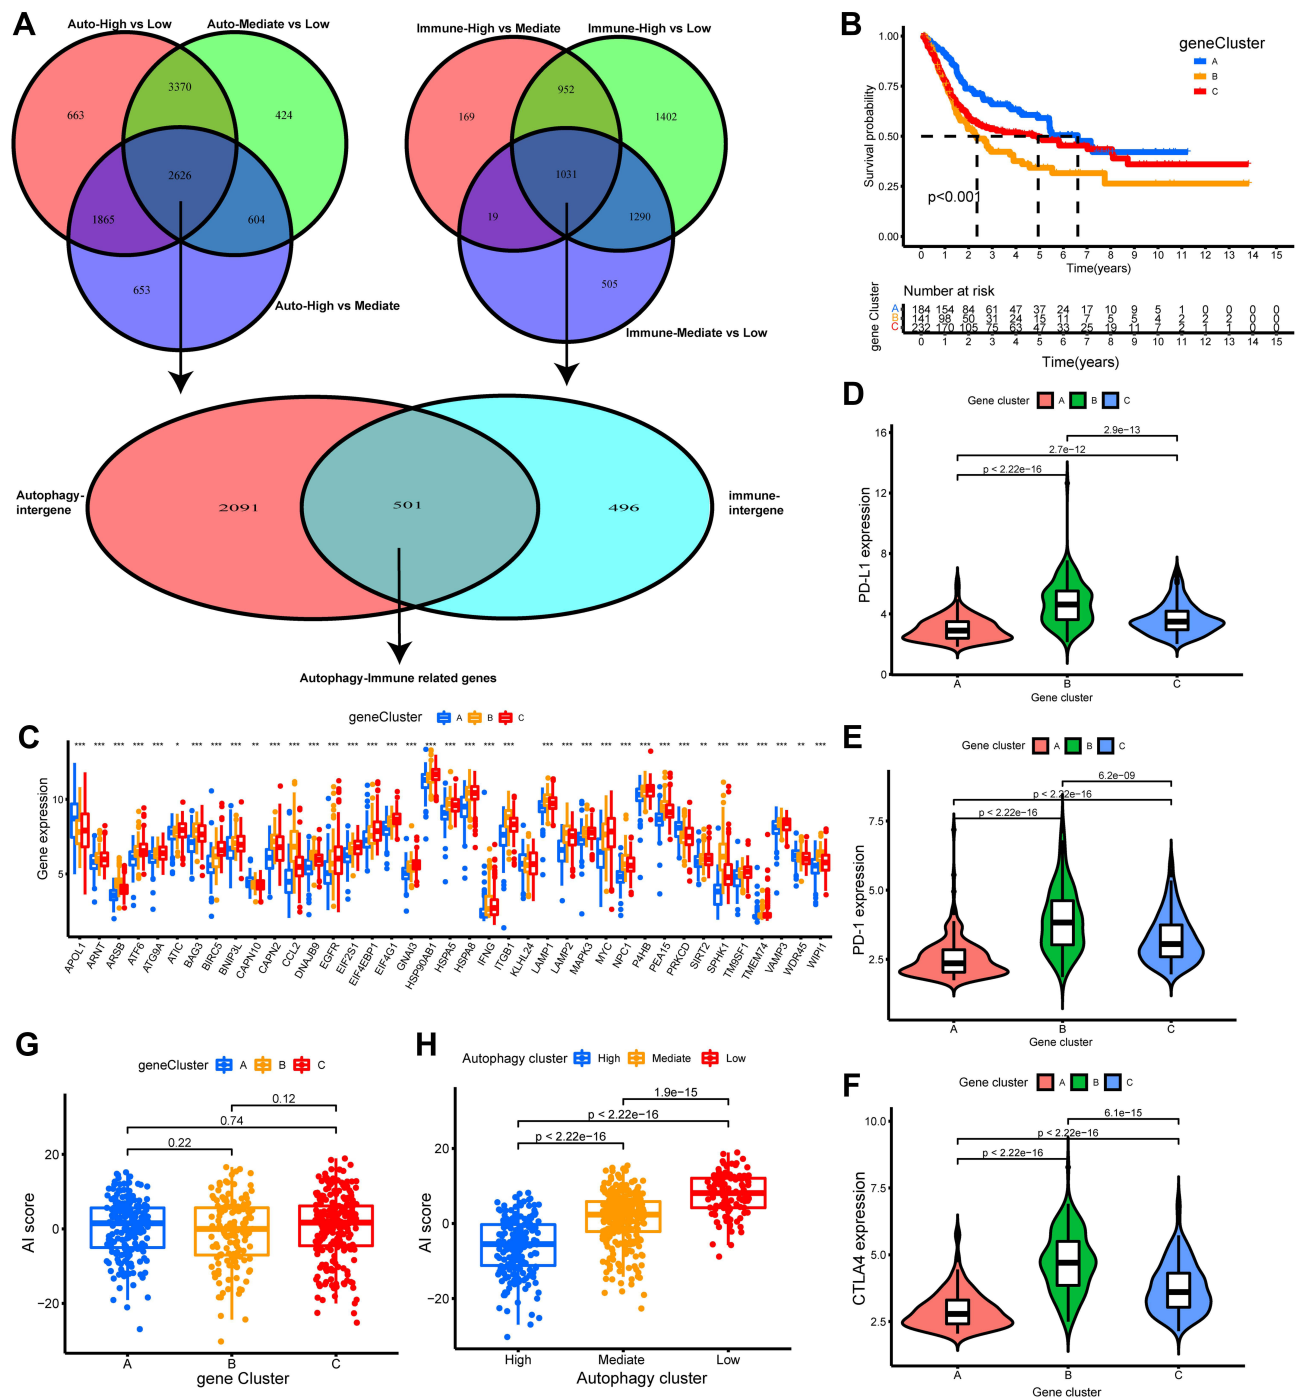 A
Auto-High vs Low
Auto-Mediate vs Low
663
3370
424
2626
1865
604
653
Auto-High vs Mediate
Immune-High vs Mediate
Immune-High vs Low
169
952
1402
1031
19
1290
505
Immune-Mediate vs Low
Autophagy-
intergene
2091
501
496
immune-
intergene
Autophagy-Immune related genes
B
geneCluster
A
B
C
Survival probability
1.00
0.75
0.50
0.25
0.00
p<0.001
0 1 2 3 4 5 6 7 8 9 10 11 12 13 14 15
Time(years)
Number at risk
gene Cluster
A 184 154 84 61 47 37 24 17 10 9 5 1 0 0 0 0
B 141 98 50 31 24 15 11 7 5 5 4 2 2 2 0 0
C 232 170 105 75 63 47 33 25 19 11 7 2 1 1 0 0
0 1 2 3 4 5 6 7 8 9 10 11 12 13 14 15
Time(years)
C
geneCluster A B C
Gene expression
10
5
*** *** *** *** *** * *** *** *** ** *** *** *** *** *** *** *** *** *** *** *** *** *** *** *** *** *** *** *** *** ** *** *** *** *** ** ***
APOL1 ARNT ARSB ATF6 ATG9A ATIC BAG3 BIRC5 BNIP3L CAPN10 CAPN2 CCL2 DNAJB9 EGFR EIF2S1 EIF4EBP1 EIF4G1 GNAI3 HSP90AB1 HSPA5 HSPA8 IFNG ITGB1 KLHL24 LAMP1 LAMP2 MAPK3 MYC NPC1 P4HB PEA15 PRKCD SIRT2 SPHK1 TM9SF1 TMEM74 VAMP3 WDR45 WIPI1
D
Gene cluster A B C
PD-L1 expression
16
12
8
4
0
2.9e-13
2.7e-12
p < 2.22e-16
A B C
Gene cluster
E
Gene cluster A B C
PD-1 expression
7.5
5.0
2.5
6.2e-09
p < 2.22e-16
p < 2.22e-16
A B C
Gene cluster
F
Gene cluster A B C
CTLA4 expression
10.0
7.5
5.0
2.5
6.1e-15
p < 2.22e-16
p < 2.22e-16
A B C
Gene cluster
G
geneCluster A B C
AI score
20
0
−20
0.12
0.74
0.22
A B C
gene Cluster
H
Autophagy cluster High Mediate Low
AI score
20
0
−20
1.9e−15
p < 2.22e−16
p < 2.22e−16
High Mediate Low
Autophagy cluster